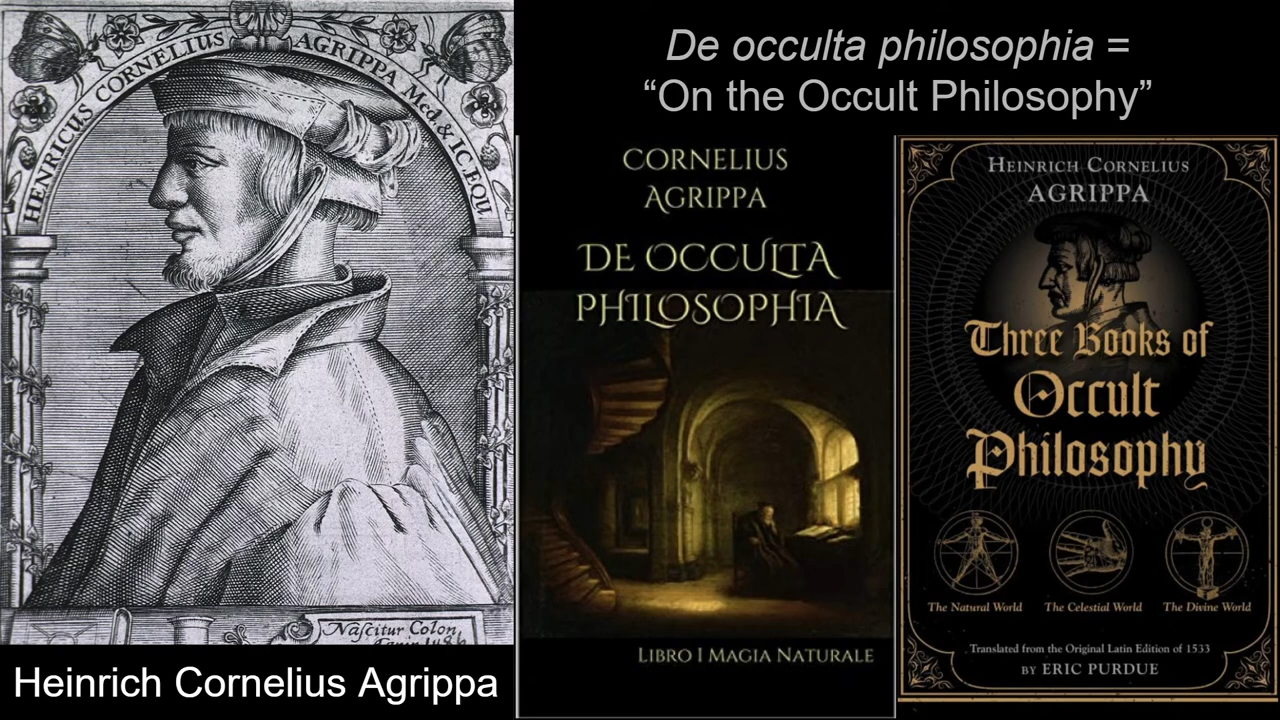 HENRICUS CORNELIUS AGRIPPA Med. & IC. EQU.
Nascitur Colon.
Heinrich Cornelius Agrippa
De occulta philosophia =
“On the Occult Philosophy”
CORNELIUS
AGRIPPA
DE OCCULTA
PHILOSOPHIA
LIBRO I MAGIA NATURALE
HEINRICH CORNELIUS
AGRIPPA
Three Books of
Occult
Philosophy
The Natural World
The Celestial World
The Divine World
Translated from the Original Latin Edition of 1533
BY ERIC PURDUE